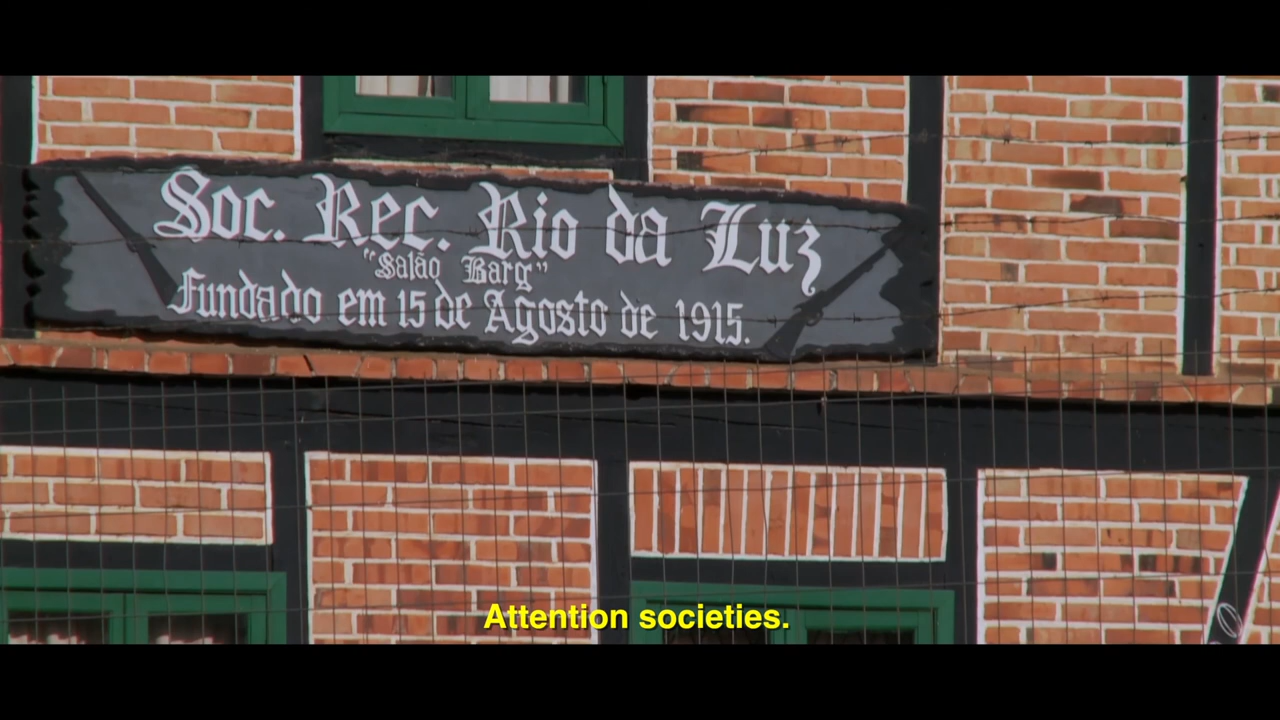 Soc. Rec. Rio da Luz
"Salão Barg"
Fundado em 15 de Agosto de 1915.
Attention societies.